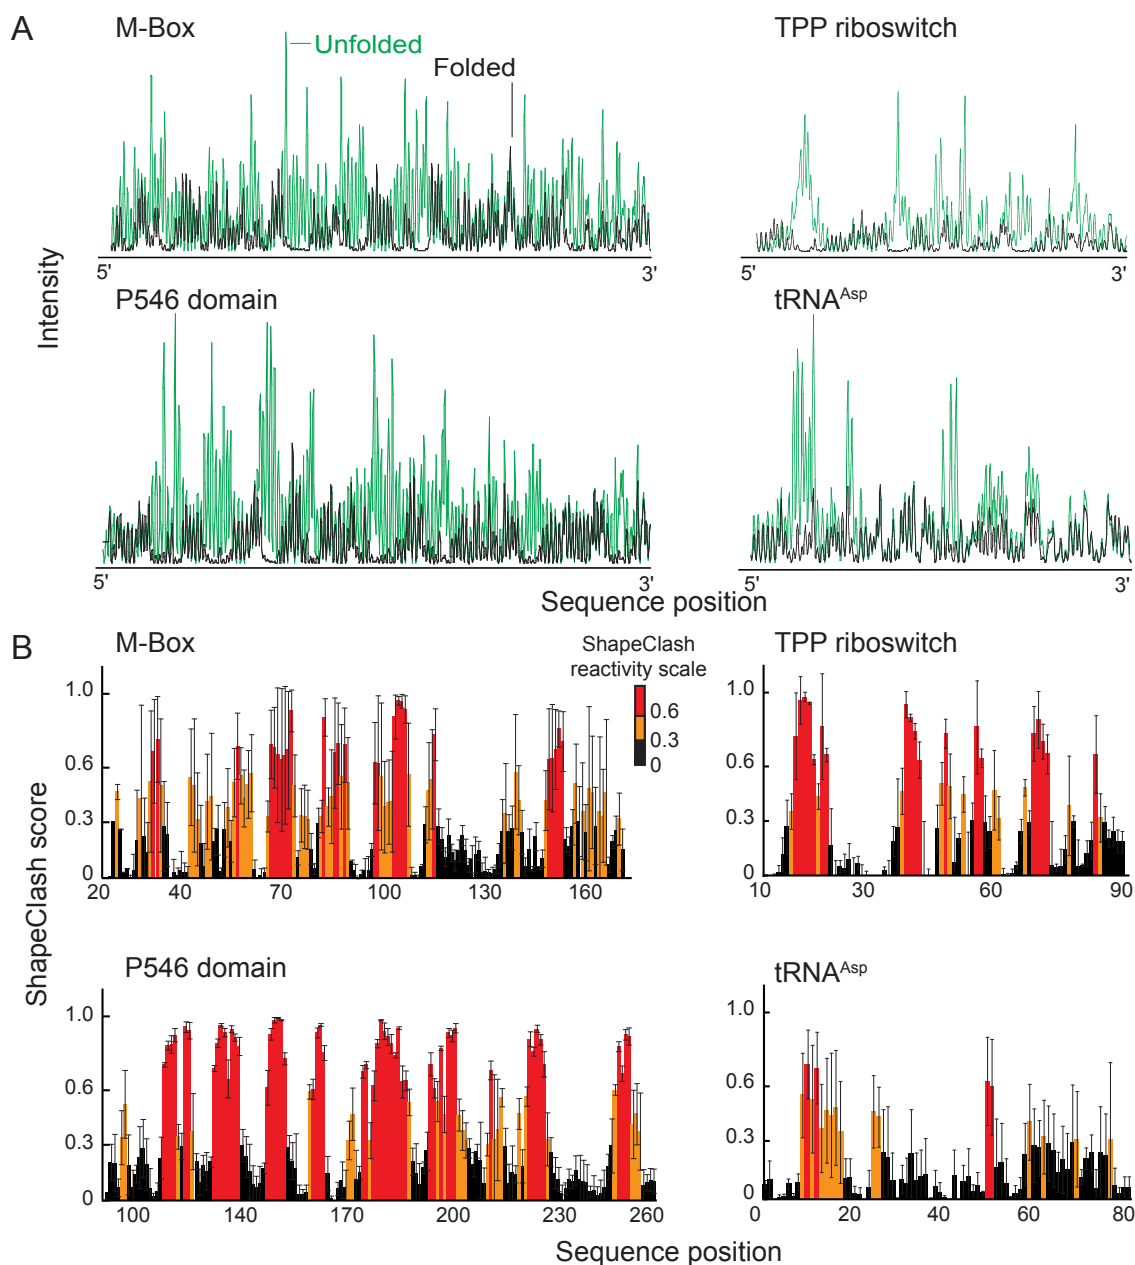 A
M-Box
TPP riboswitch
Unfolded
Folded
5'
3'
5'
3'
P546 domain
tRNAAsp
Intensity
5'
3'
5'
3'
Sequence position
B
M-Box
ShapeClash
reactivity scale
TPP riboswitch
0.6
0.3
0
1.0
0.6
0.3
0
20 40 70 100 130 160
1.0
0.6
0.3
0
10 30 60 90
ShapeClash score
P546 domain
tRNAAsp
1.0
0.6
0.3
0
100 140 170 200 230 260
1.0
0.6
0.3
0
0 20 40 60 80
Sequence position